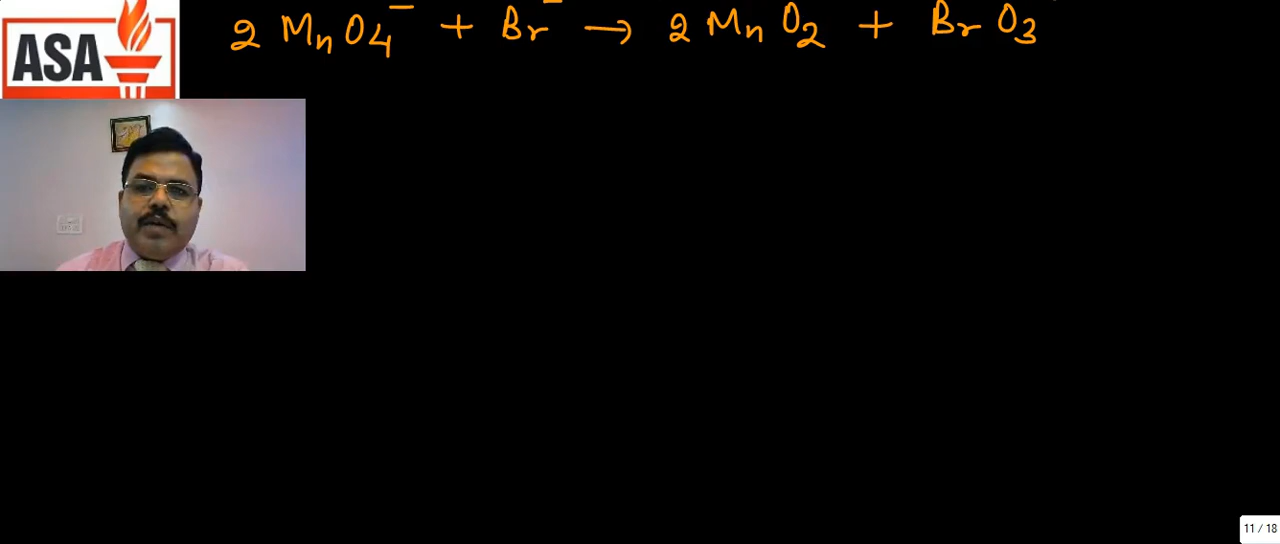 ASA
2 MnO4⁻ + Br⁻ → 2 MnO2 + BrO3
11 / 18